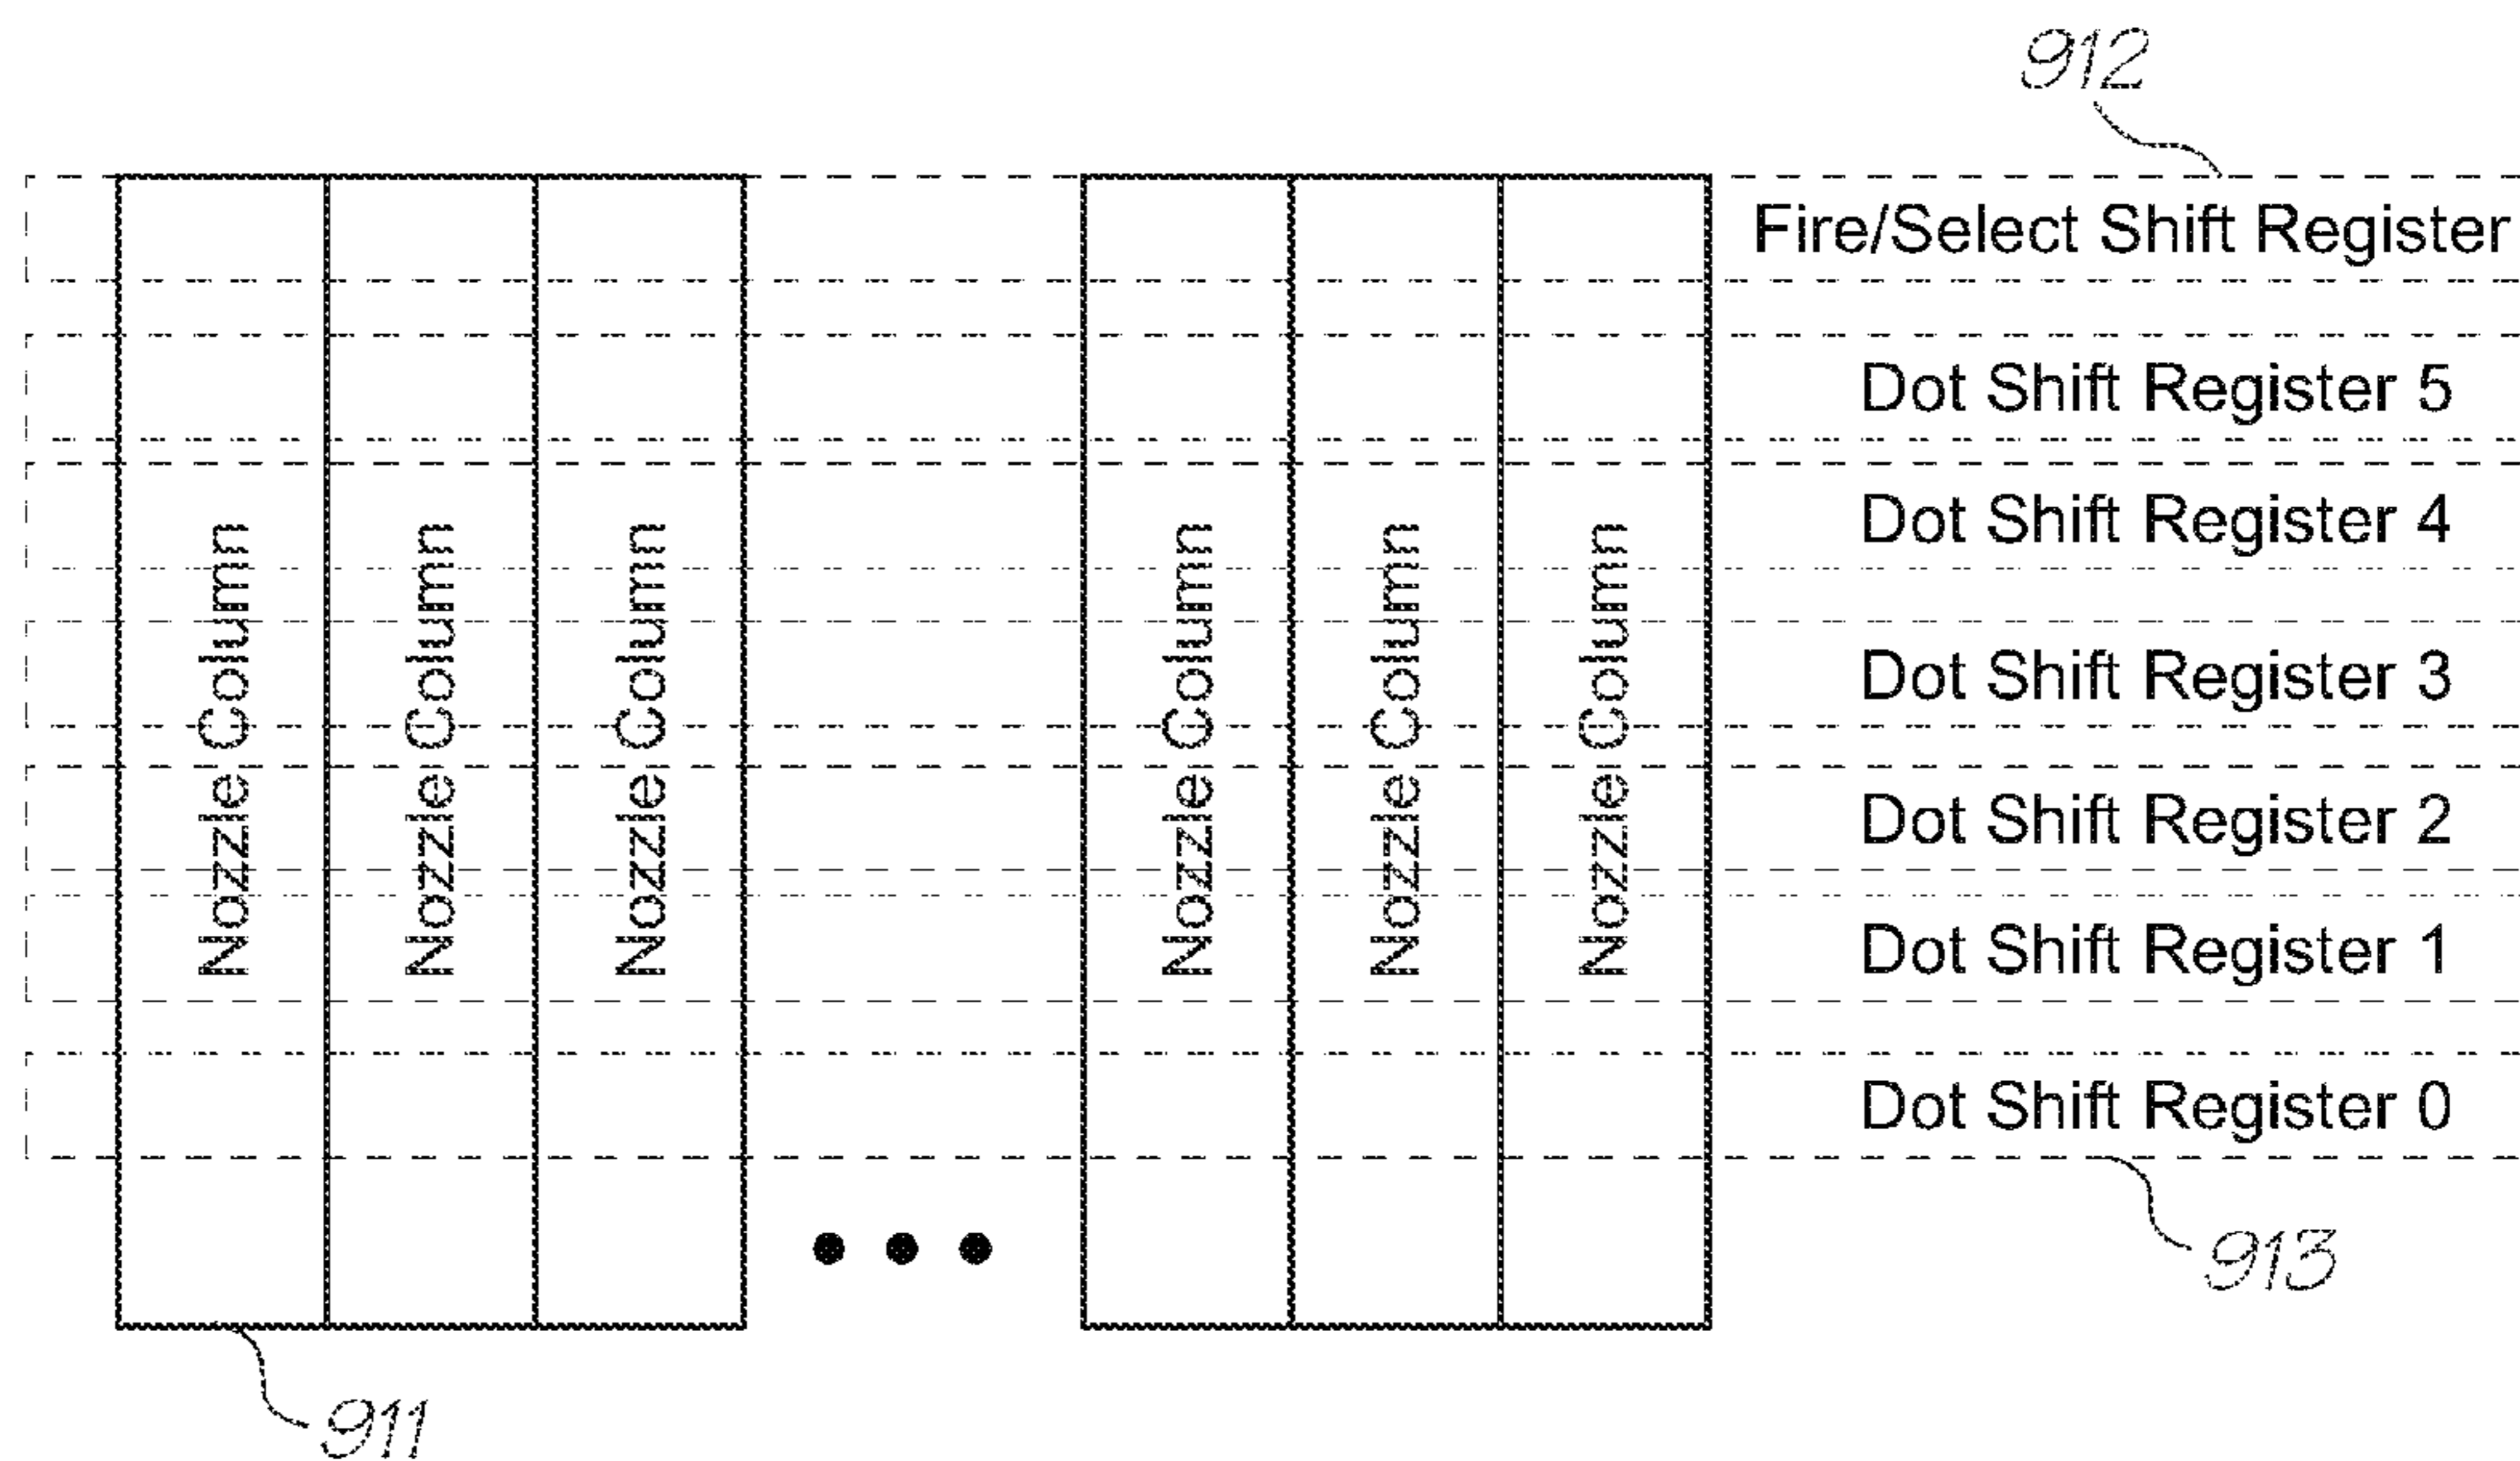 912
Fire/Select Shift Register
Dot Shift Register 5
Dot Shift Register 4
Nozzle Column
Nozzle Column
Nozzle Column
Nozzle Column
Nozzle Column
Nozzle Column
Dot Shift Register 3
Dot Shift Register 2
Dot Shift Register 1
Dot Shift Register 0
913
911